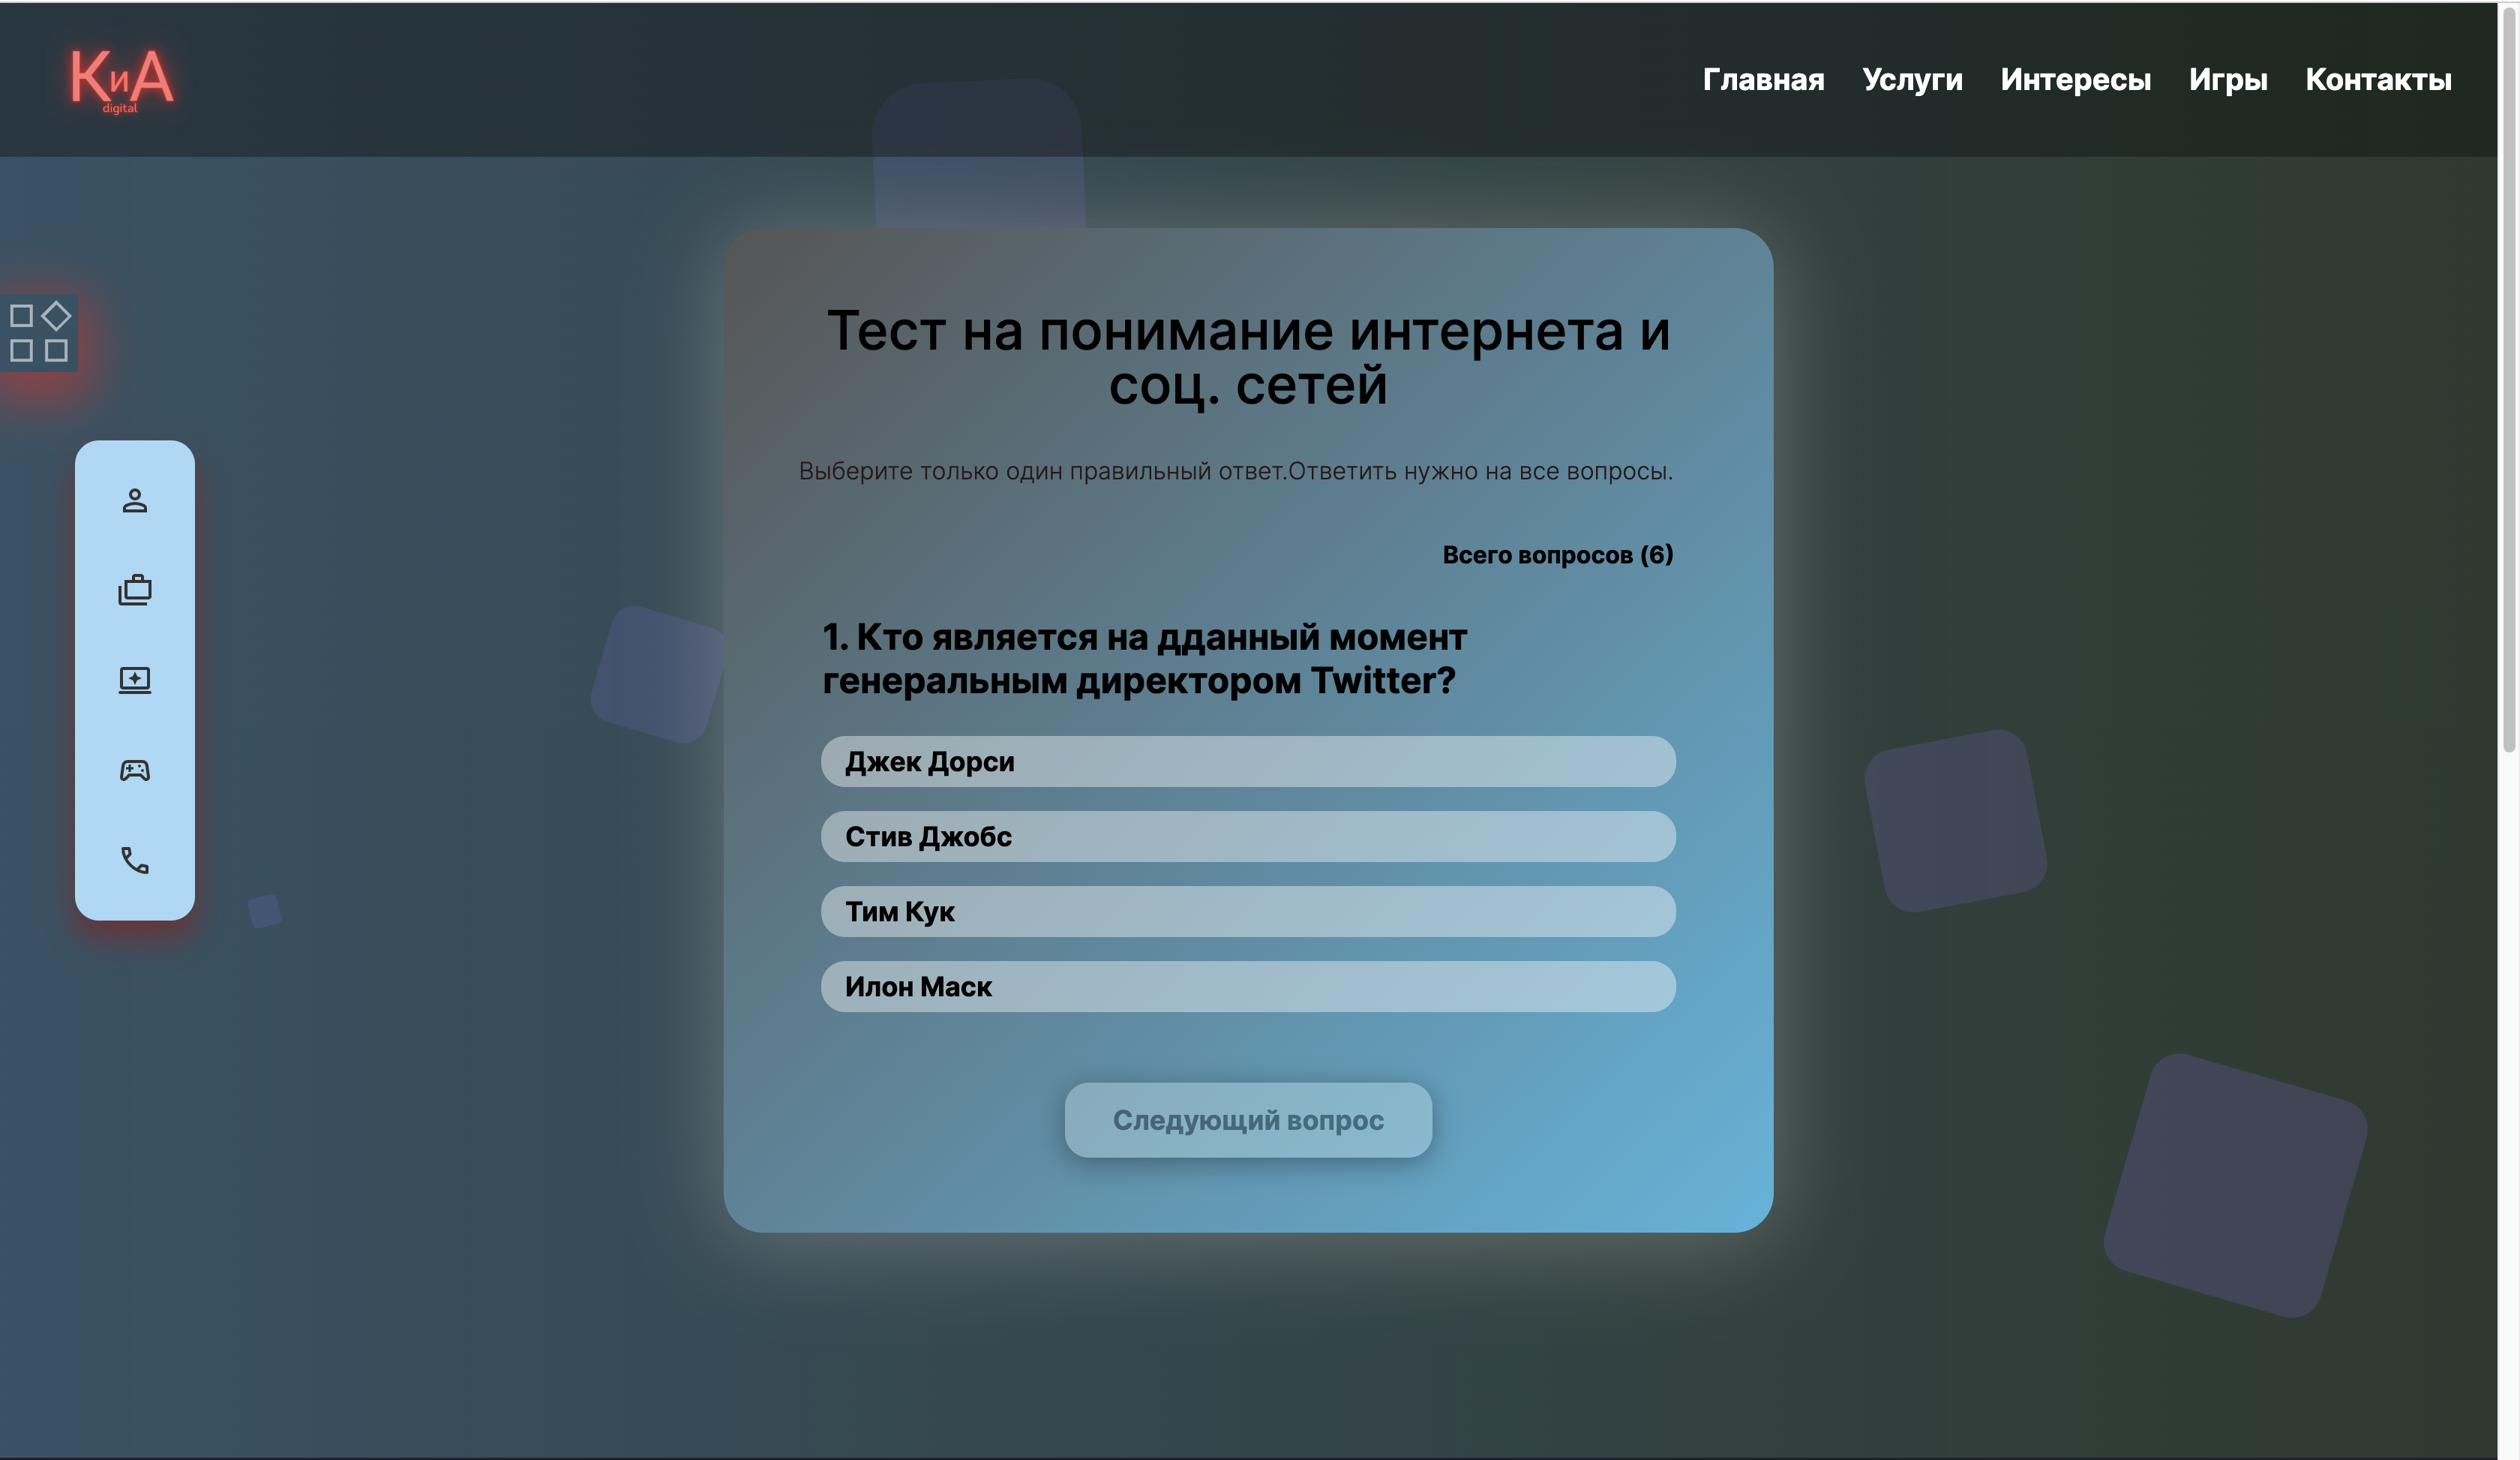 КиА
digital
Главная Услуги Интересы Игры Контакты
Тест на понимание интернета и
соц. сетей
Выберите только один правильный ответ.Ответить нужно на все вопросы.
Всего вопросов (6)
1. Кто является на дданный момент
генеральным директором Twitter?
Джек Дорси
Стив Джобс
Тим Кук
Илон Маск
Следующий вопрос